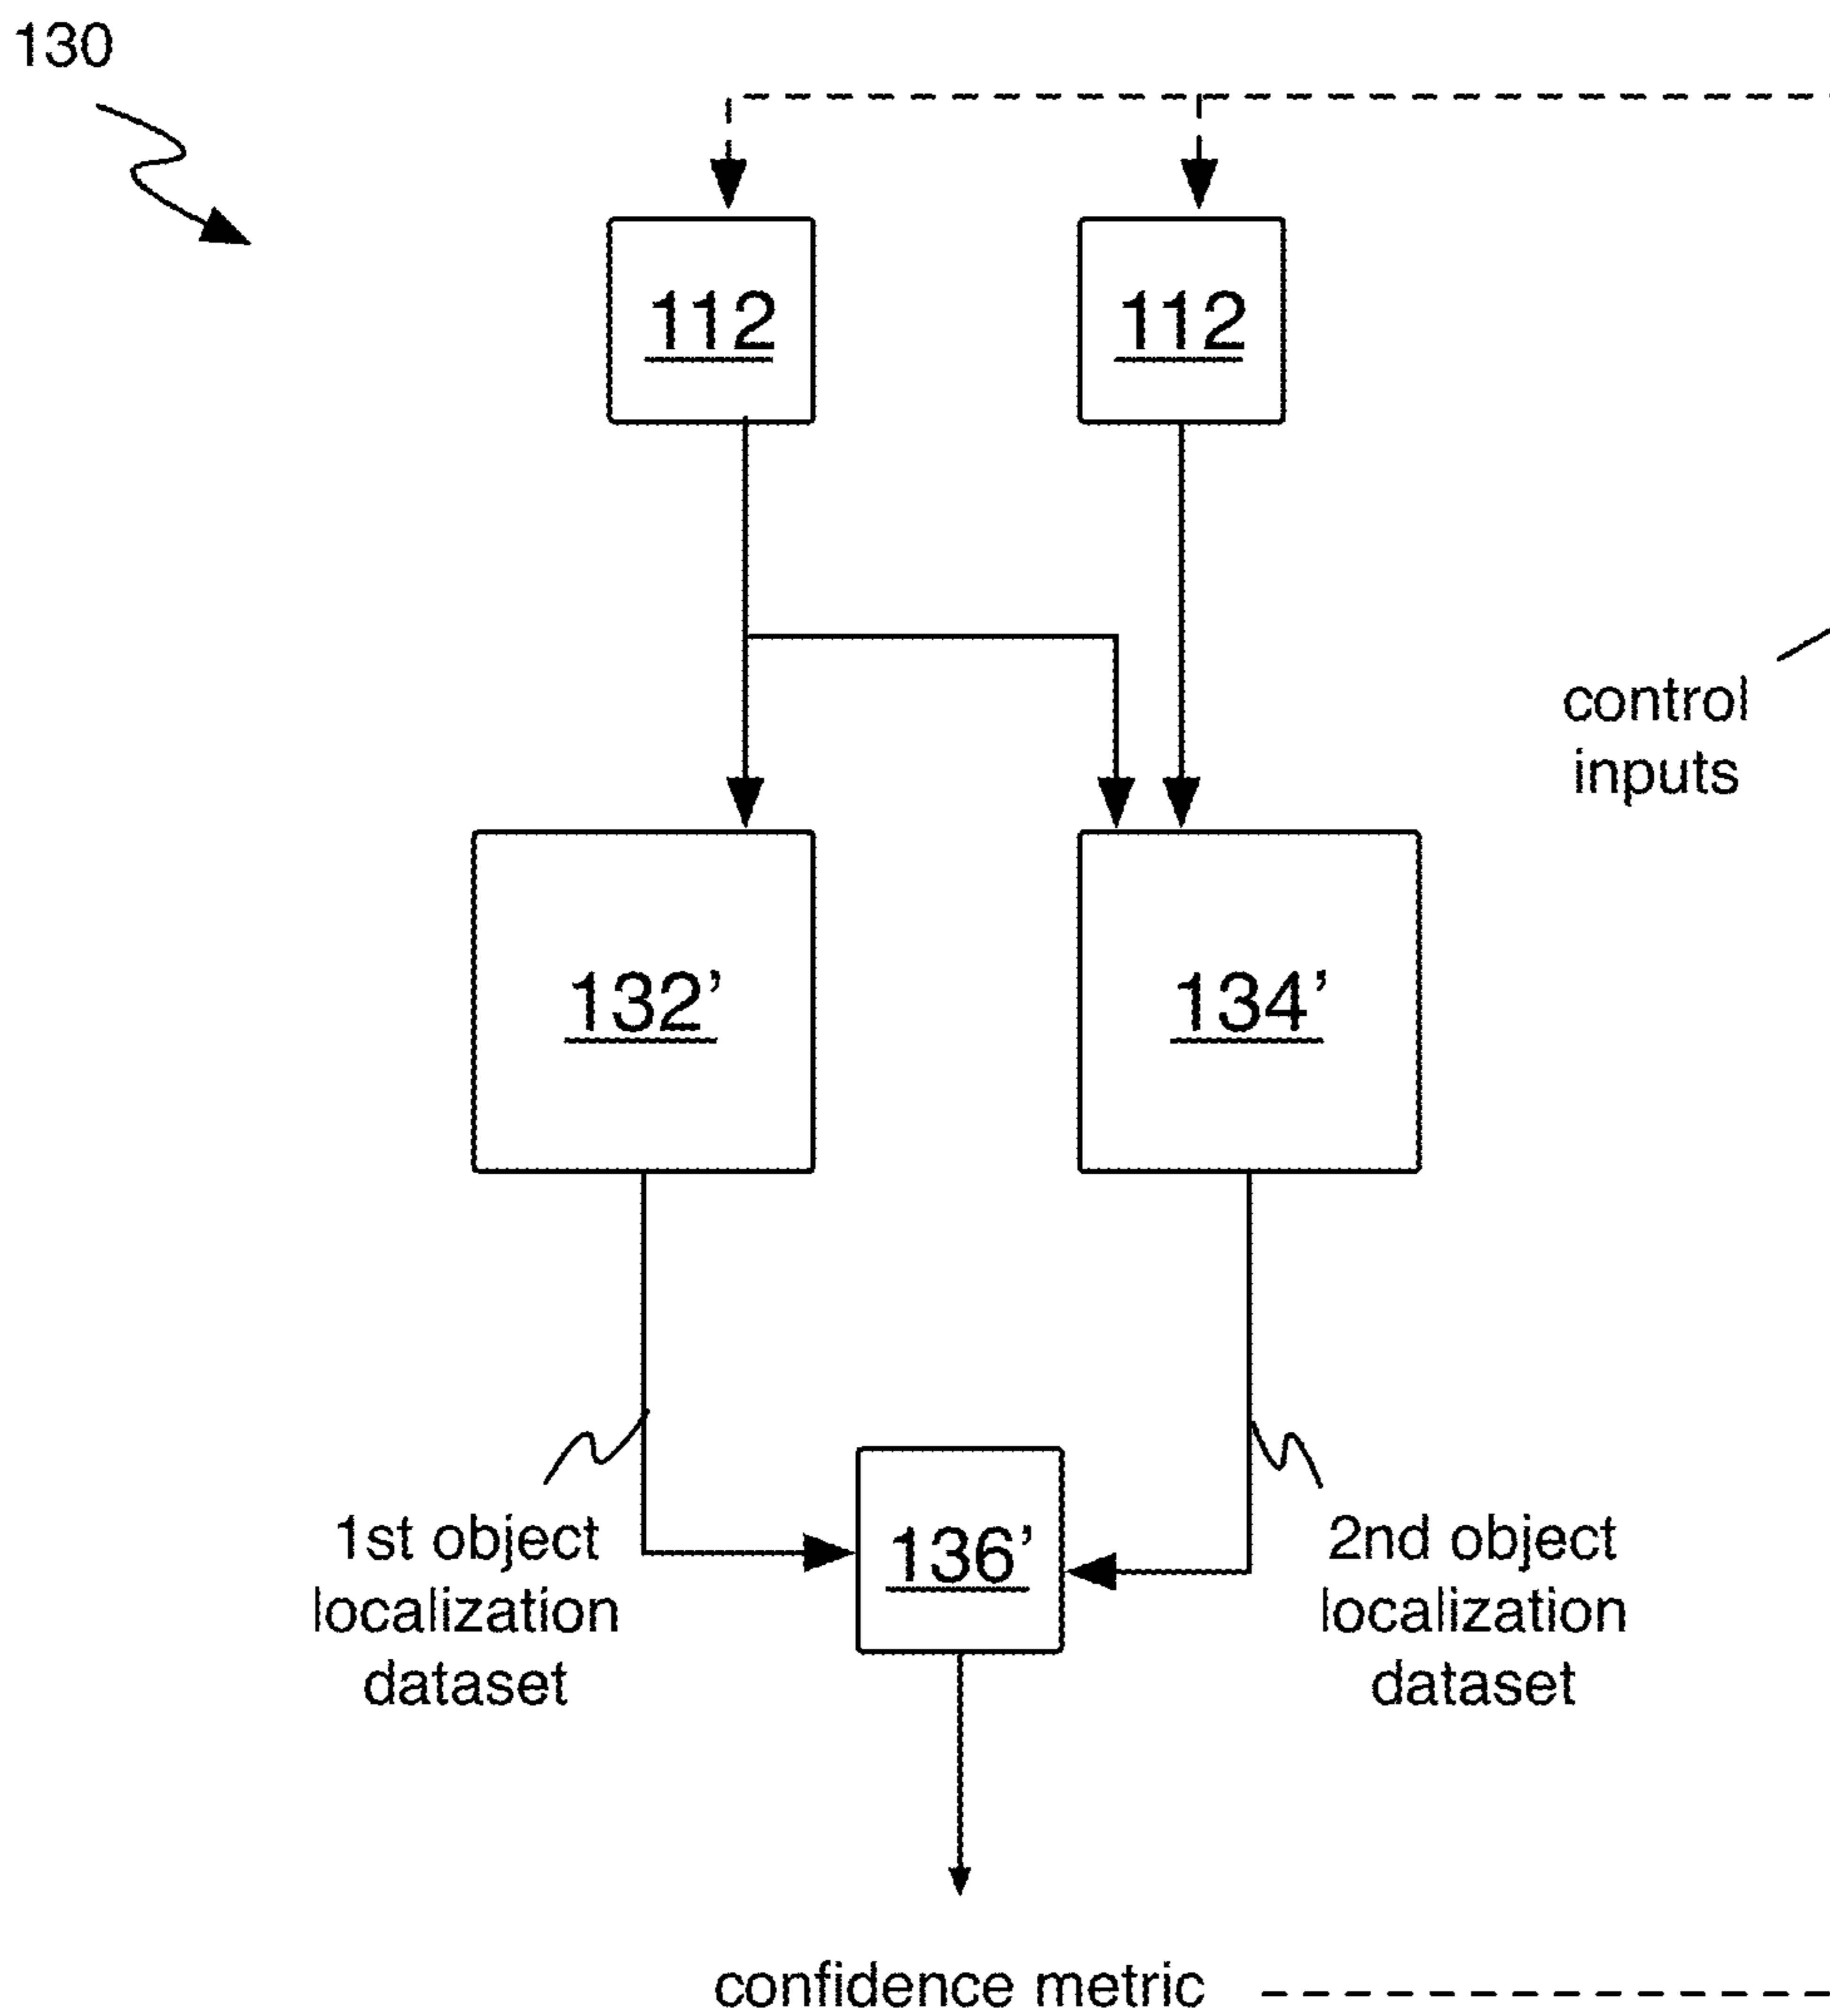 130
112
112
control
inputs
132’
134’
1st object
localization
dataset
136’
2nd object
localization
dataset
confidence metric